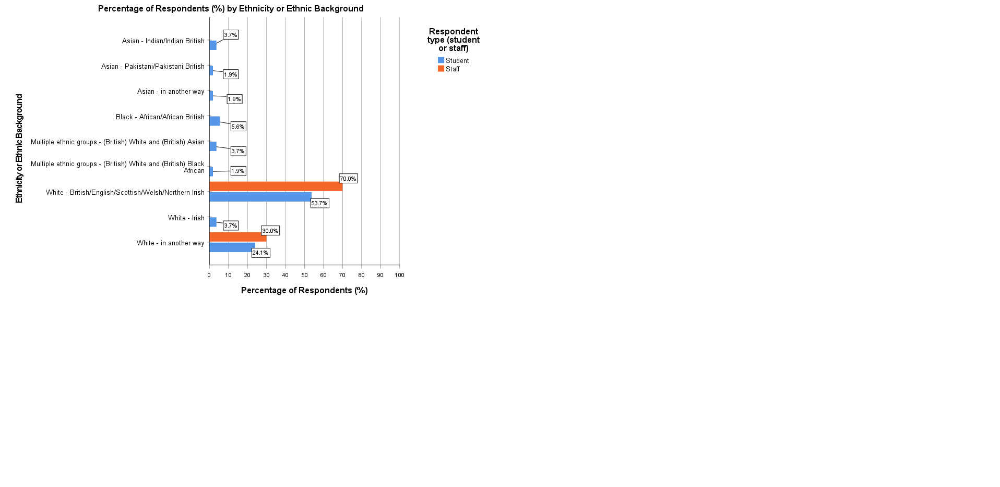 Percentage of Respondents (%) by Ethnicity or Ethnic Background
Ethnicity or Ethnic Background
Asian - Indian/Indian British
3.7%
Asian - Pakistani/Pakistani British
1.9%
Asian - in another way
1.9%
Black - African/African British
5.6%
Multiple ethnic groups - (British) White and (British) Asian
3.7%
Multiple ethnic groups - (British) White and (British) Black
African
1.9%
White - British/English/Scottish/Welsh/Northern Irish
70.0%
53.7%
White - Irish
3.7%
White - in another way
30.0%
24.1%
0 10 20 30 40 50 60 70 80 90 100
Percentage of Respondents (%)
Respondent
type (student
or staff)
Student
Staff